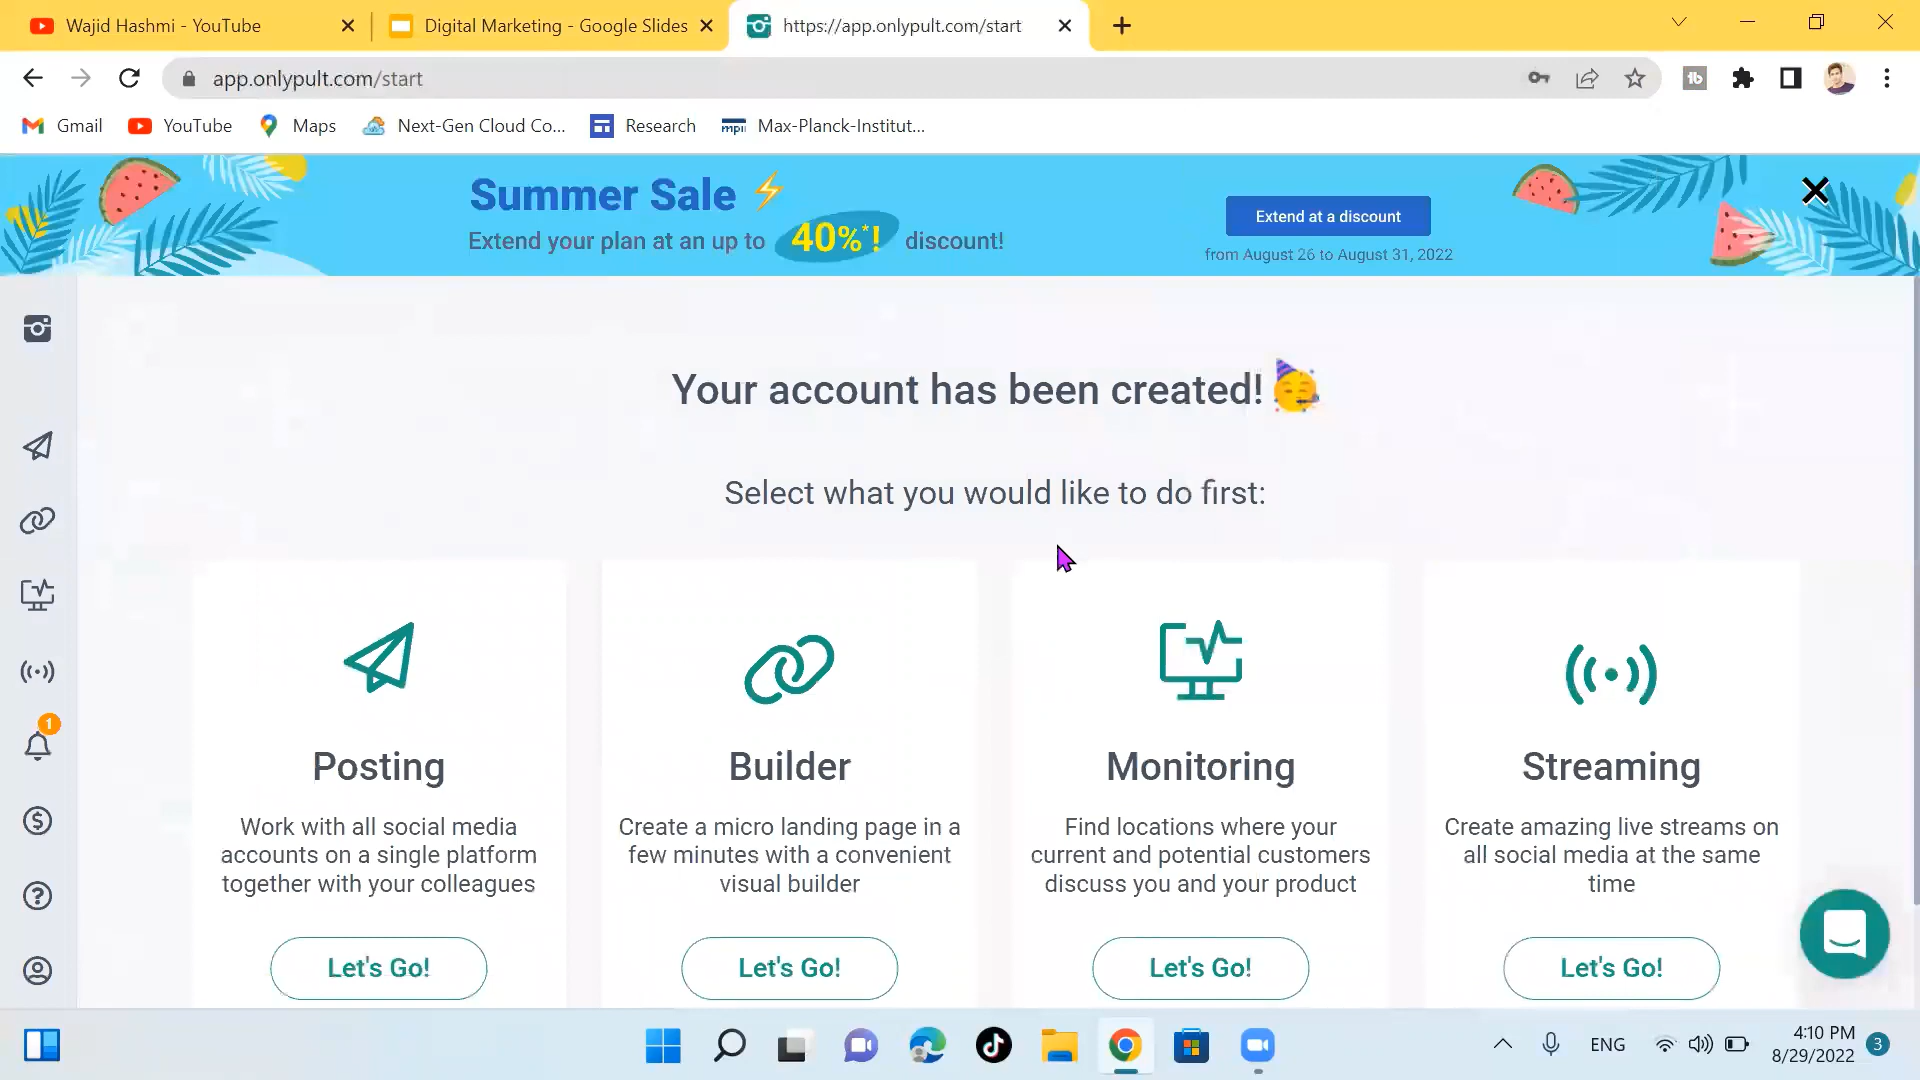 Wajid Hashmi - YouTube
Digital Marketing - Google Slides
https://app.onlypult.com/start
app.onlypult.com/start
Gmail
YouTube
Maps
Next-Gen Cloud Co...
Research
mpii
Max-Planck-Institut...
Summer Sale
Extend your plan at an up to 40%*! discount!
Extend at a discount
from August 26 to August 31, 2022
Your account has been created!
Select what you would like to do first:
Posting
Work with all social media
accounts on a single platform
together with your colleagues
Let's Go!
Builder
Create a micro landing page in a
few minutes with a convenient
visual builder
Let's Go!
Monitoring
Find locations where your
current and potential customers
discuss you and your product
Let's Go!
Streaming
Create amazing live streams on
all social media at the same
time
Let's Go!
1
ENG
4:10 PM
8/29/2022
3